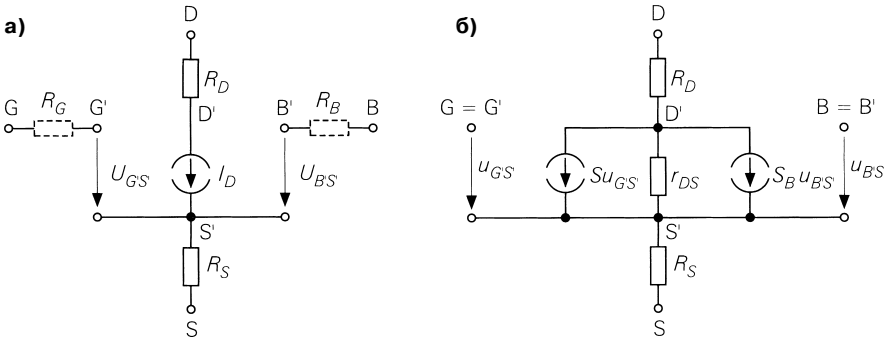 а)
D
R_D
G
R_G
G'
D'
B'
R_B
B
U_G'S'
I_D
U_B'S'
S'
R_S
S
б)
D
R_D
G = G'
D'
B = B'
u_G'S'
Su_G'S'
r_DS
S_B u_B'S'
u_B'S'
S'
R_S
S